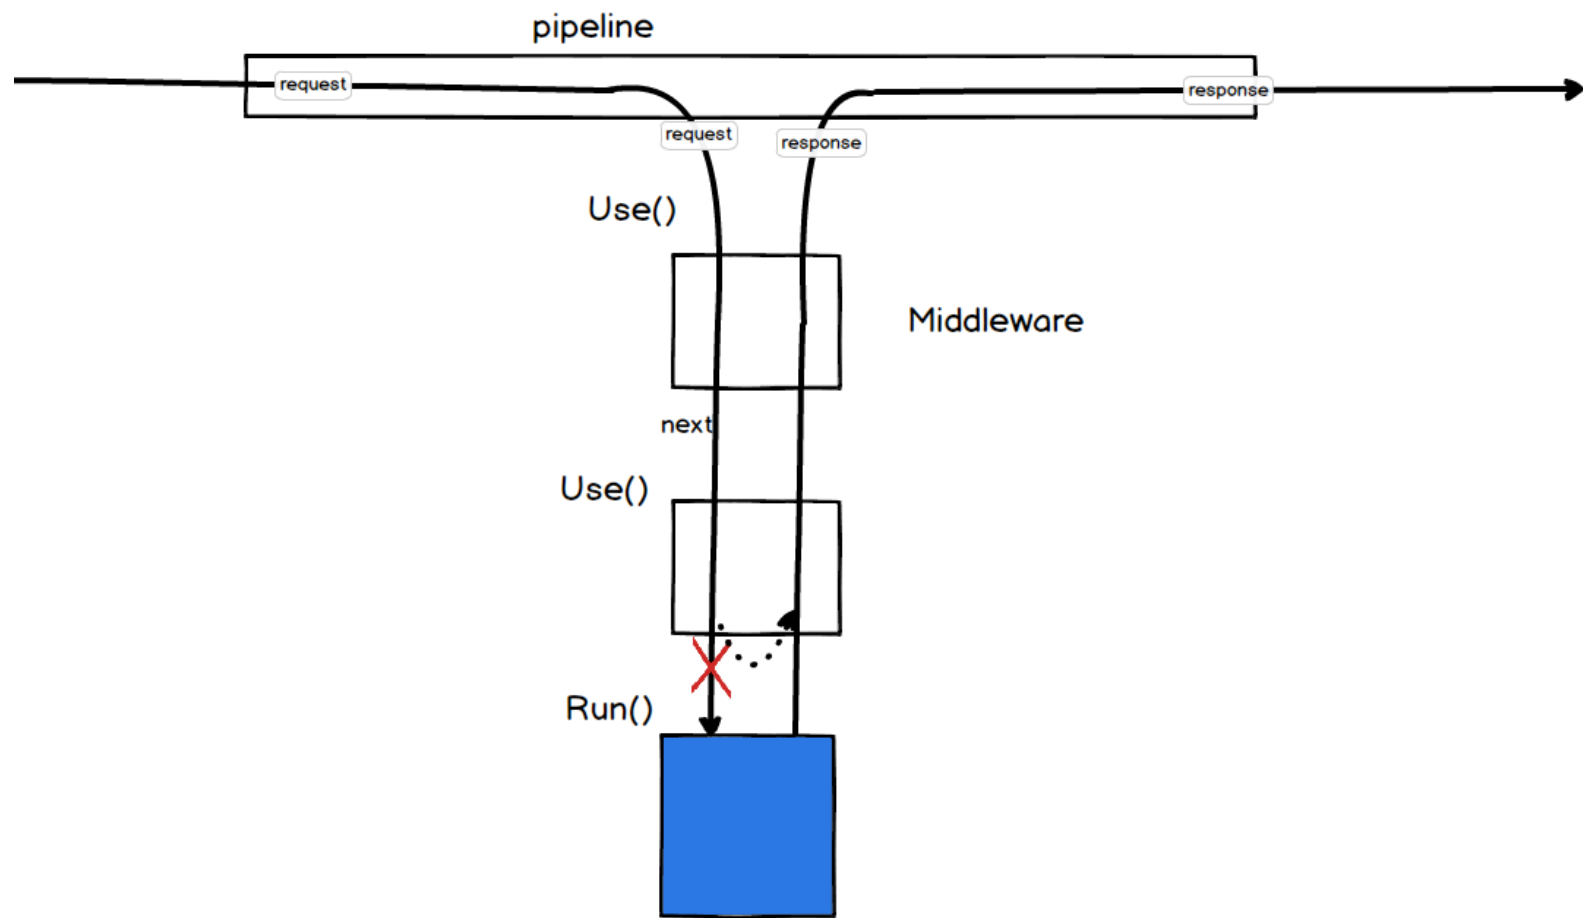 pipeline
request
response
request
response
Use()
Middleware
next
Use()
Run()